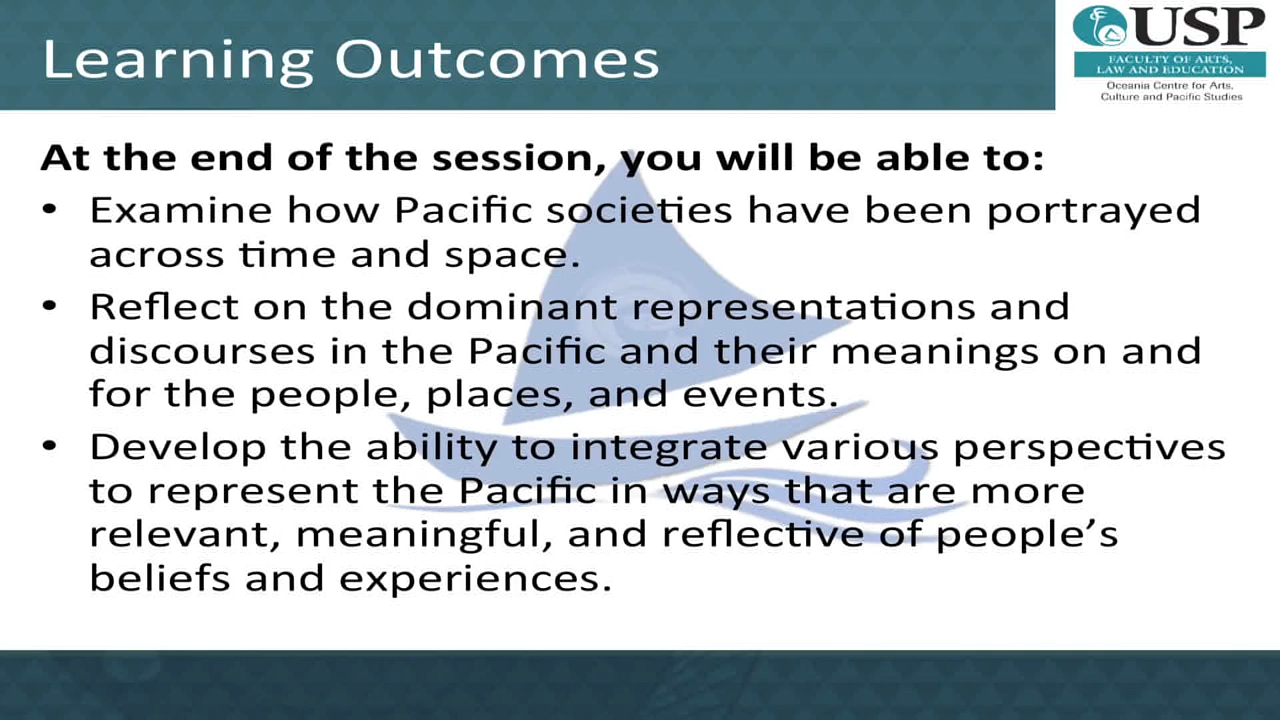 Learning Outcomes
USP
FACULTY OF ARTS,
LAW AND EDUCATION
Oceania Centre for Arts,
Culture and Pacific Studies
At the end of the session, you will be able to:
• Examine how Pacific societies have been portrayed
across time and space.
• Reflect on the dominant representations and
discourses in the Pacific and their meanings on and
for the people, places, and events.
• Develop the ability to integrate various perspectives
to represent the Pacific in ways that are more
relevant, meaningful, and reflective of people’s
beliefs and experiences.